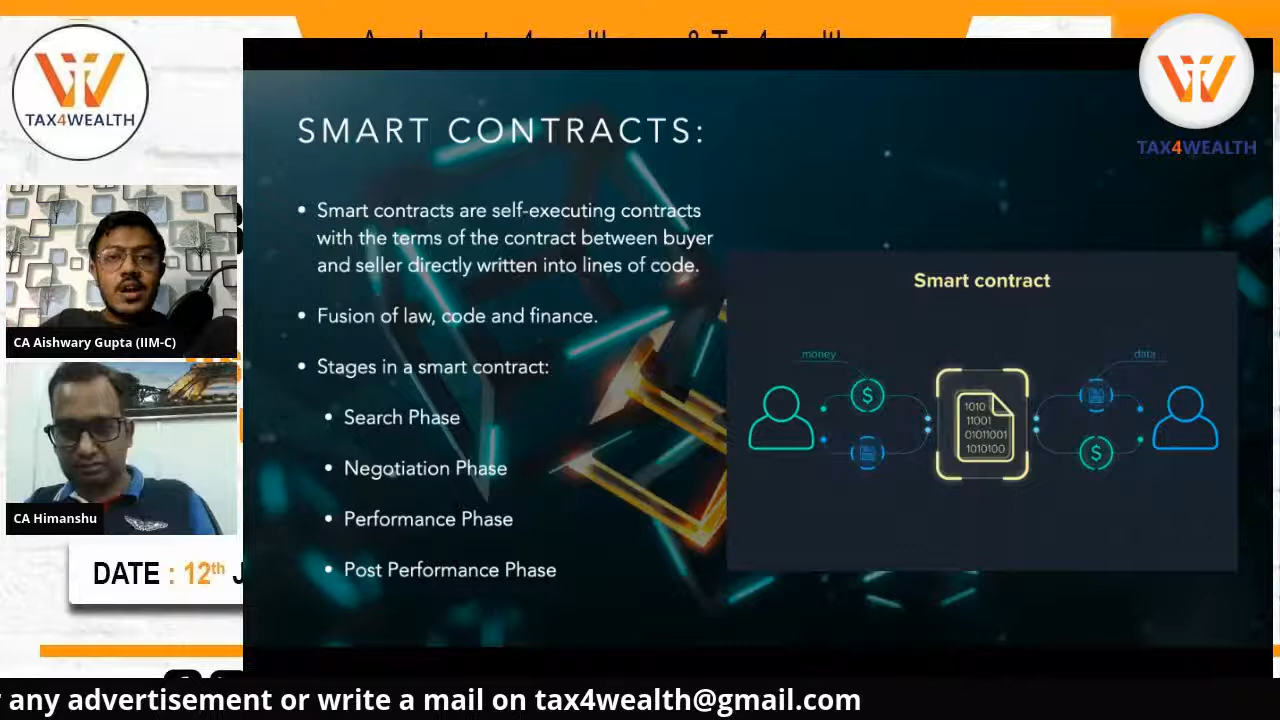 TAX4WEALTH
TAX4WEALTH
SMART CONTRACTS:
• Smart contracts are self-executing contracts
with the terms of the contract between buyer
and seller directly written into lines of code.
• Fusion of law, code and finance.
• Stages in a smart contract:
• Search Phase
• Negotiation Phase
• Performance Phase
• Post Performance Phase
Smart contract
money
data
$
1010
11001
01011001
1010100
$
CA Aishwary Gupta (IIM-C)
CA Himanshu
DATE : 12th J
any advertisement or write a mail on tax4wealth@gmail.com